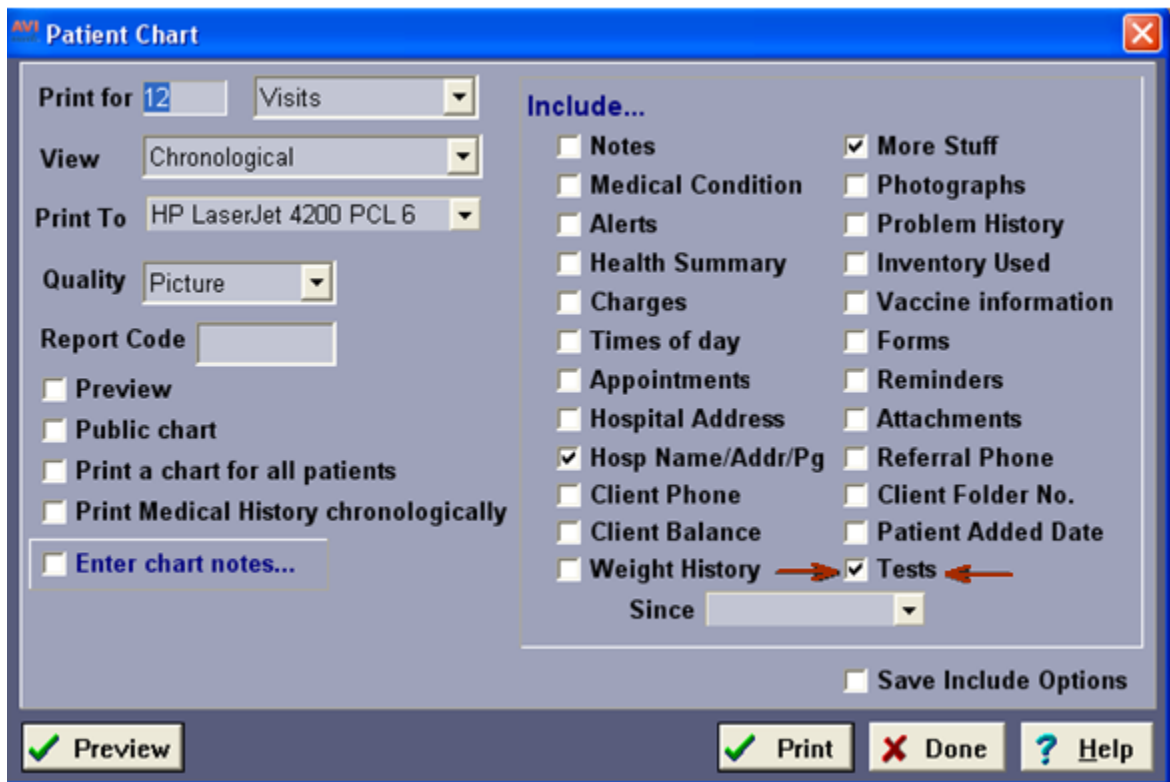 AVI Patient Chart
Print for 12 Visits
View Chronological
Print To HP LaserJet 4200 PCL 6
Quality Picture
Report Code
Preview
Public chart
Print a chart for all patients
Print Medical History chronologically
Enter chart notes...
Include...
Notes
Medical Condition
Alerts
Health Summary
Charges
Times of day
Appointments
Hospital Address
Hosp Name/Addr/Pg
Client Phone
Client Balance
Weight History
More Stuff
Photographs
Problem History
Inventory Used
Vaccine information
Forms
Reminders
Attachments
Referral Phone
Client Folder No.
Patient Added Date
Tests
Since
Save Include Options
Preview Print Done Help